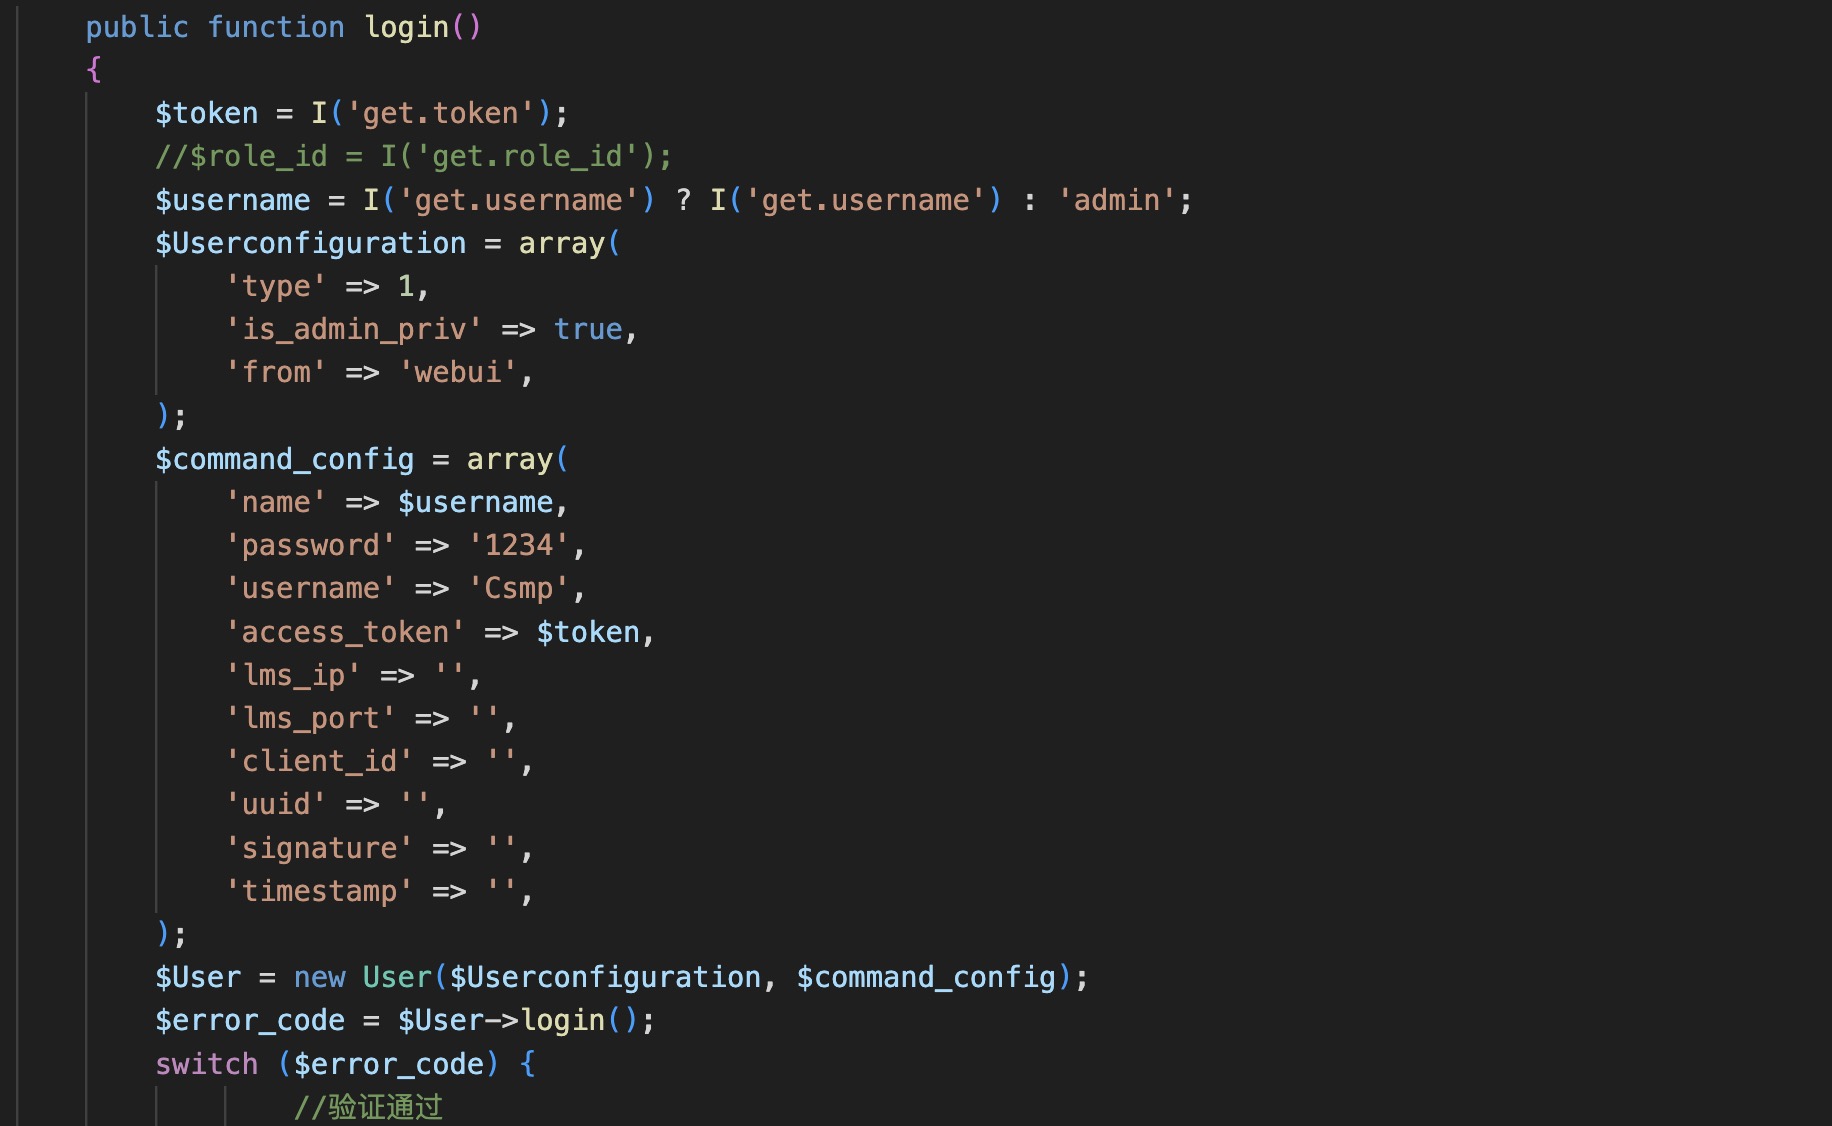 public function login()
{
$token = I('get.token');
//$role_id = I('get.role_id');
$username = I('get.username') ? I('get.username') : 'admin';
$Userconfiguration = array(
'type' => 1,
'is_admin_priv' => true,
'from' => 'webui',
);
$command_config = array(
'name' => $username,
'password' => '1234',
'username' => 'Csmp',
'access_token' => $token,
'lms_ip' => '',
'lms_port' => '',
'client_id' => '',
'uuid' => '',
'signature' => '',
'timestamp' => '',
);
$User = new User($Userconfiguration, $command_config);
$error_code = $User->login();
switch ($error_code) {
//验证通过